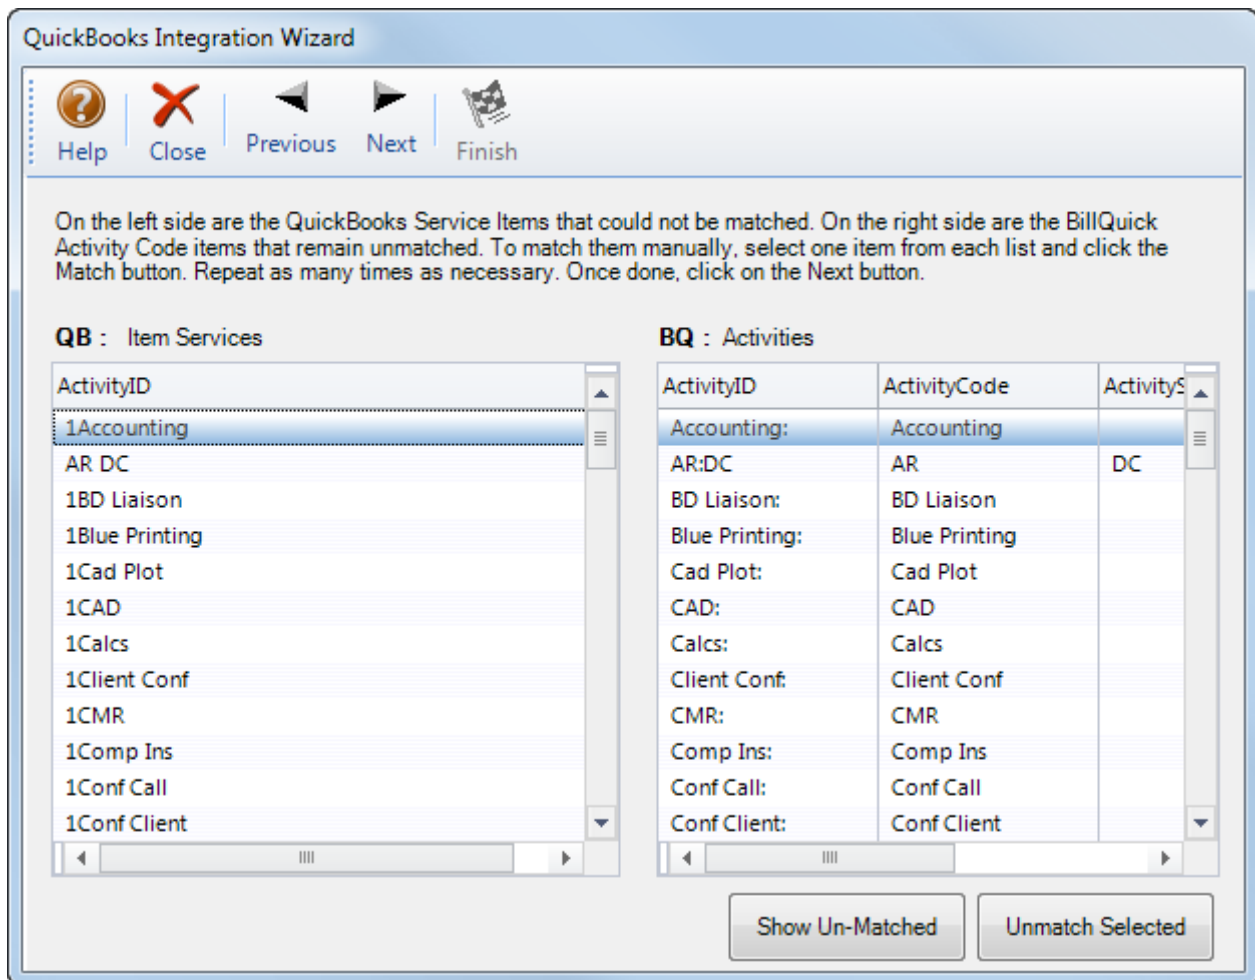 QuickBooks Integration Wizard
Help Close Previous Next Finish
On the left side are the QuickBooks Service Items that could not be matched. On the right side are the BillQuick
Activity Code items that remain unmatched. To match them manually, select one item from each list and click the
Match button. Repeat as many times as necessary. Once done, click on the Next button.
QB : Item Services
ActivityID
1Accounting
AR DC
1BD Liaison
1Blue Printing
1Cad Plot
1CAD
1Calcs
1Client Conf
1CMR
1Comp Ins
1Conf Call
1Conf Client
BQ : Activities
ActivityID ActivityCode ActivityS
Accounting: Accounting
AR:DC AR DC
BD Liaison: BD Liaison
Blue Printing: Blue Printing
Cad Plot: Cad Plot
CAD: CAD
Calcs: Calcs
Client Conf: Client Conf
CMR: CMR
Comp Ins: Comp Ins
Conf Call: Conf Call
Conf Client: Conf Client
Show Un-Matched Unmatch Selected